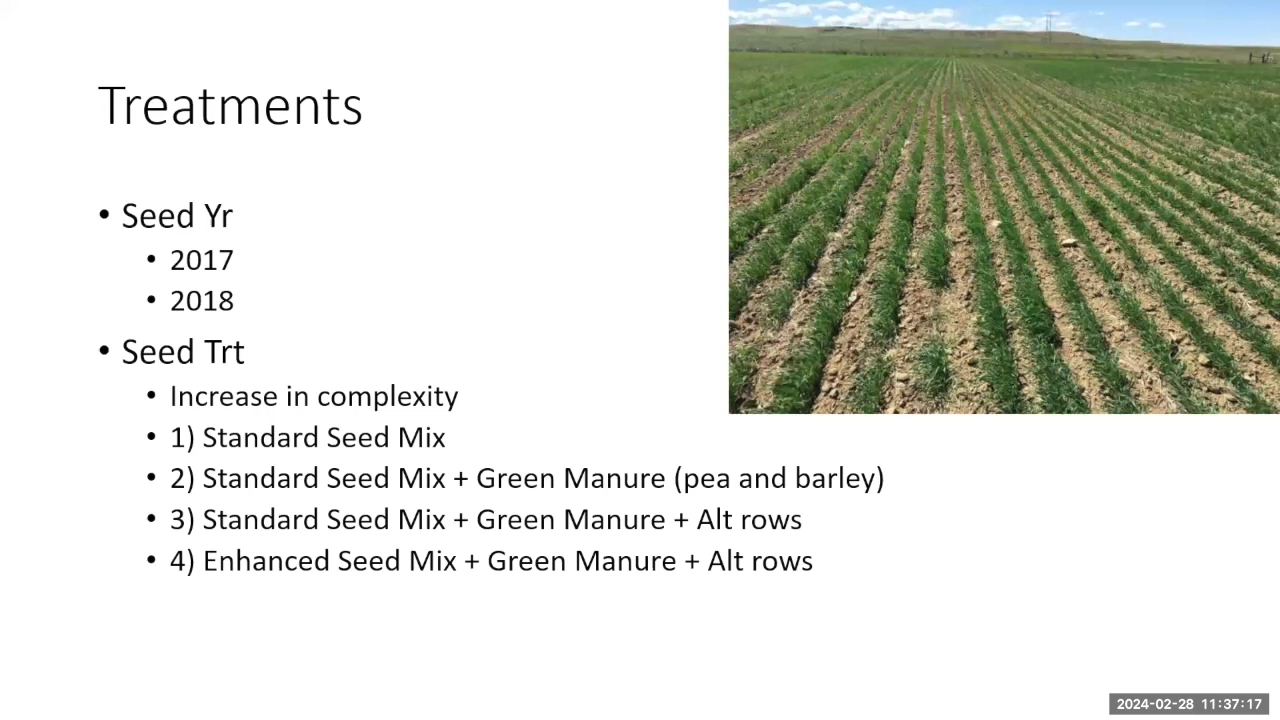 Treatments
• Seed Yr
• 2017
• 2018
• Seed Trt
• Increase in complexity
• 1) Standard Seed Mix
• 2) Standard Seed Mix + Green Manure (pea and barley)
• 3) Standard Seed Mix + Green Manure + Alt rows
• 4) Enhanced Seed Mix + Green Manure + Alt rows
2024-02-28 11:37:17